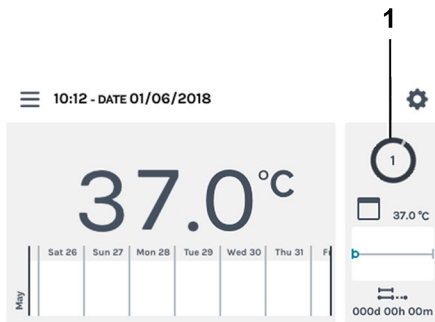 1
10:12 - DATE 01/06/2018
1
37.0°C
37.0 °C
Sat 26 Sun 27 Mon 28 Tue 29 Wed 30 Thu 31
May
000d 00h 00m